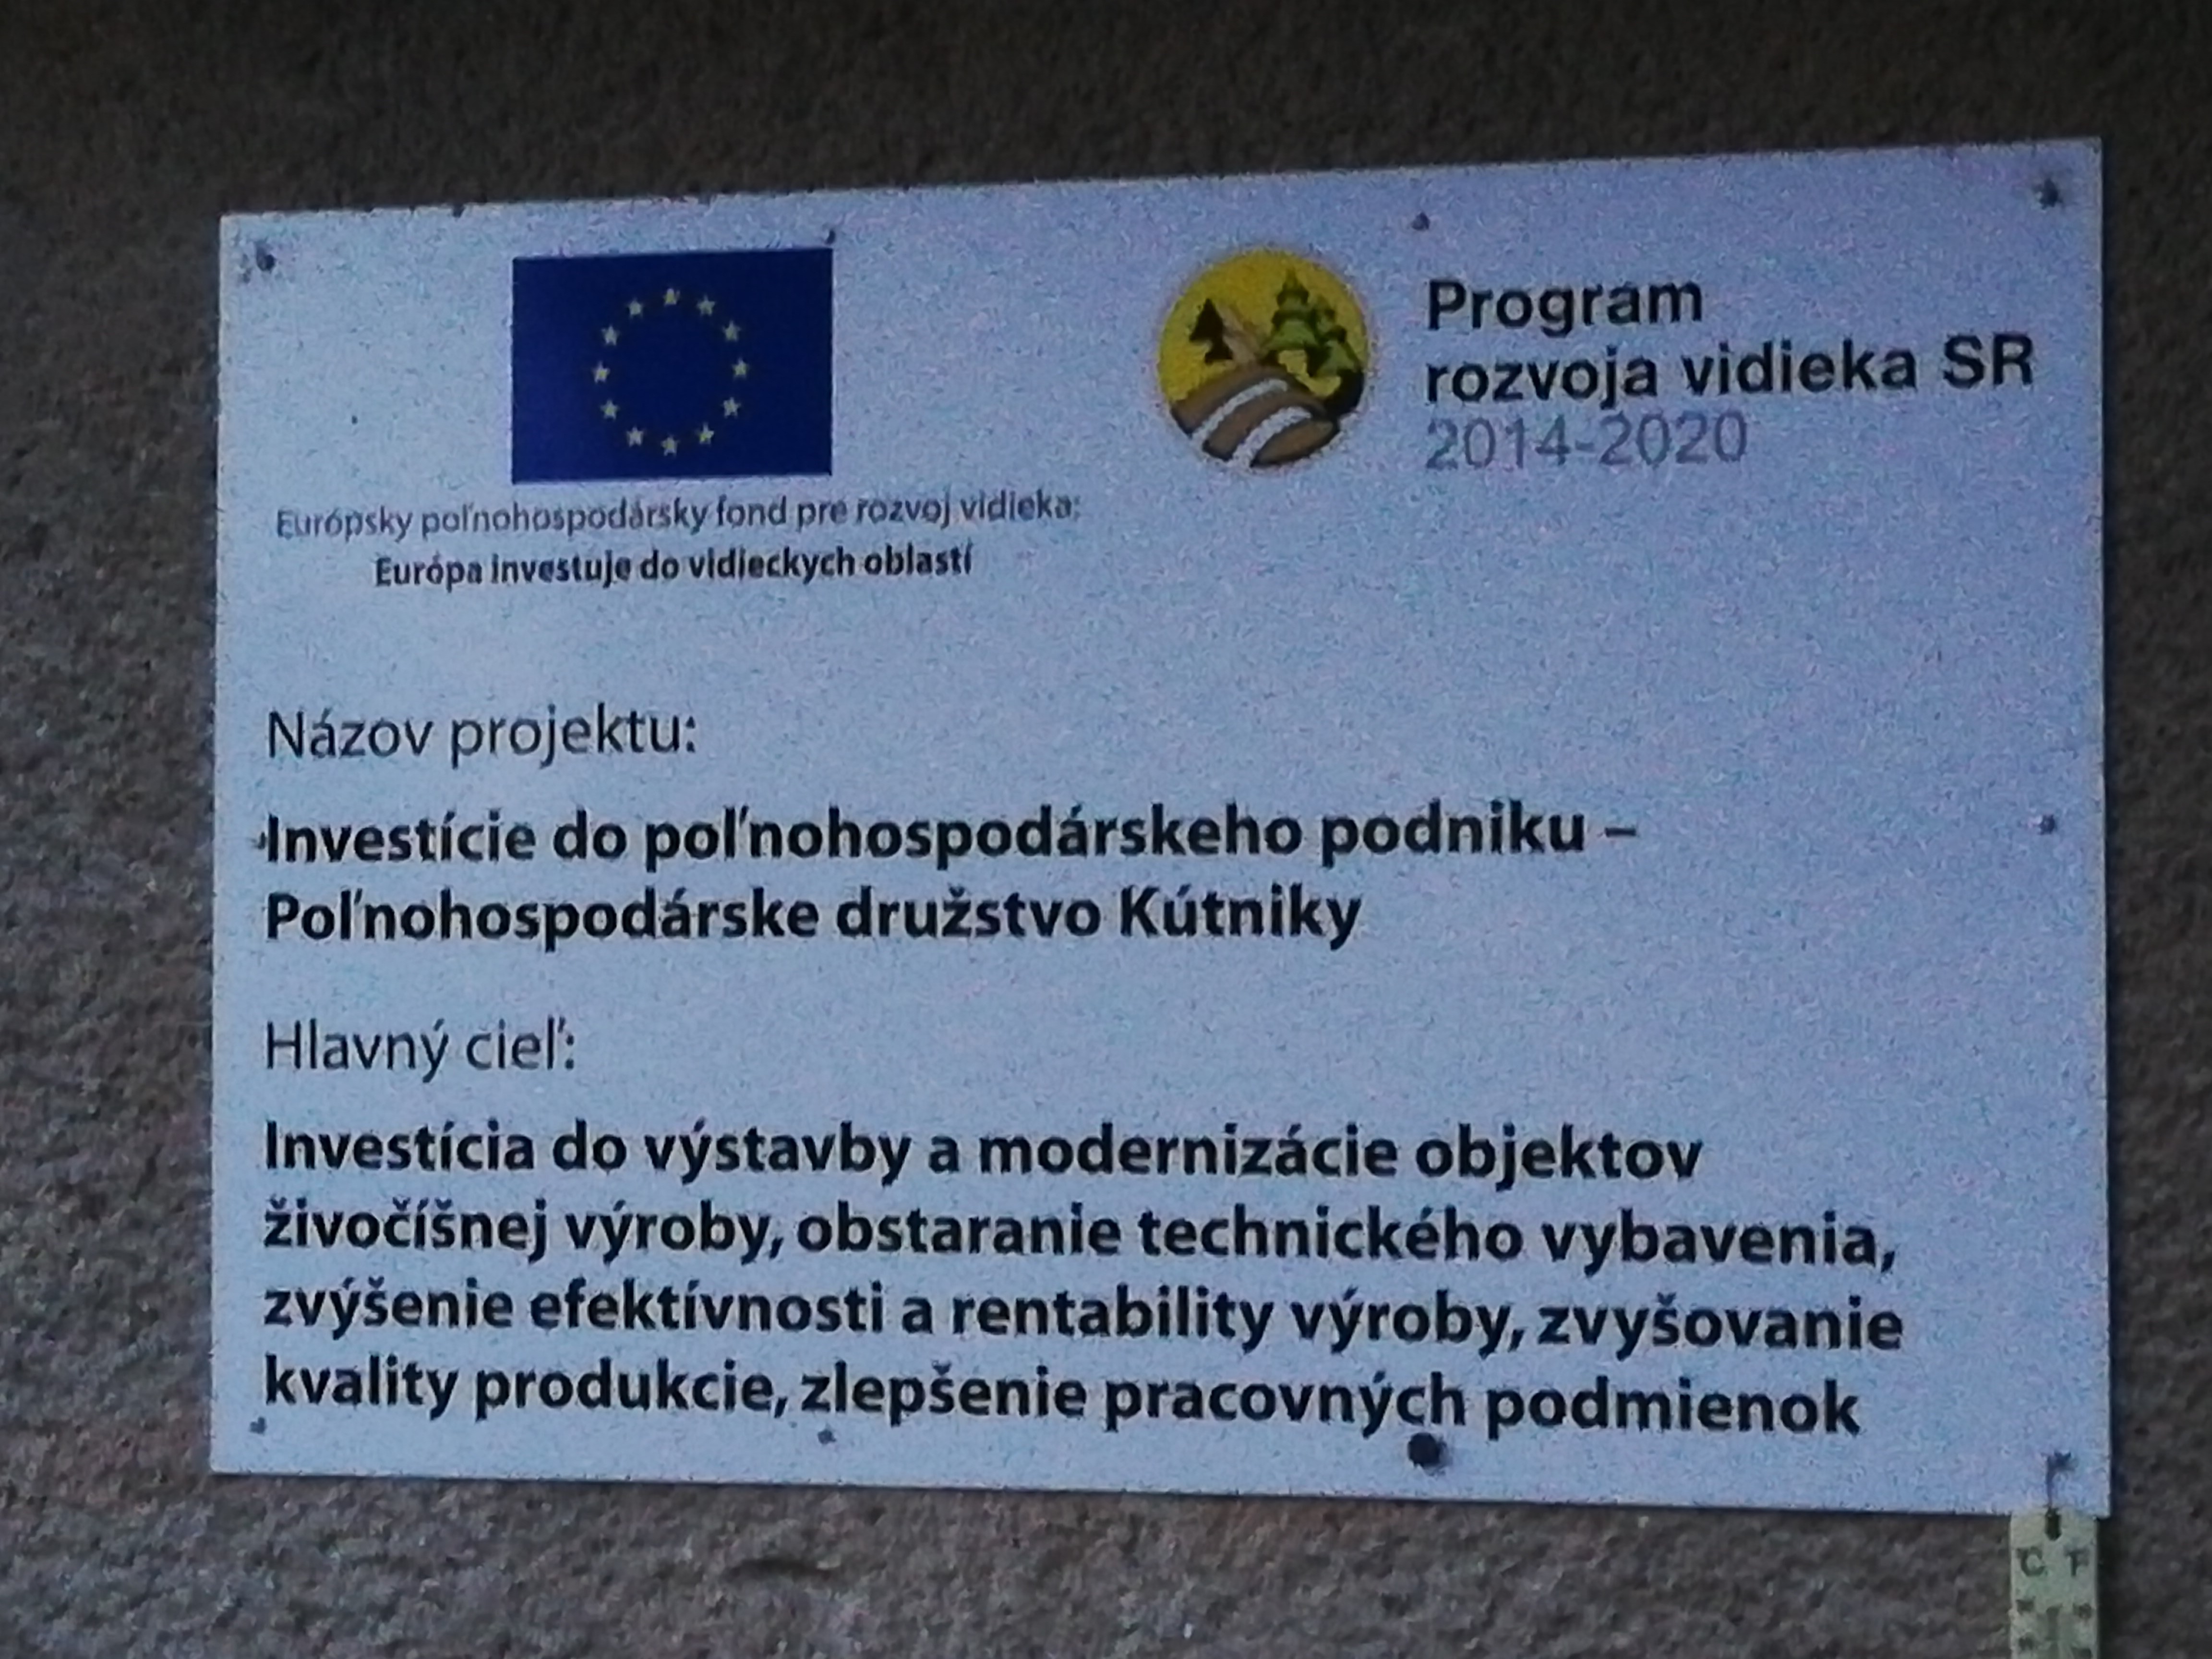 Program
rozvoja vidieka SR
2014-2020
Európsky poľnohospodársky fond pre rozvoj vidieka:
Európa investuje do vidieckych oblastí
Názov projektu:
Investície do poľnohospodárskeho podniku –
Poľnohospodárske družstvo Kútniky
Hlavný cieľ:
Investícia do výstavby a modernizácie objektov
živočíšnej výroby, obstaranie technického vybavenia,
zvýšenie efektívnosti a rentability výroby, zvyšovanie
kvality produkcie, zlepšenie pracovných podmienok
°C °F